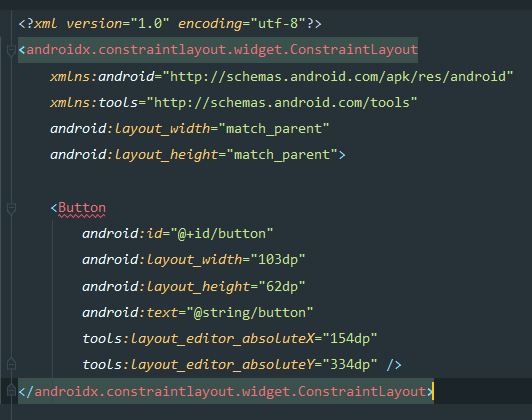 <?xml version="1.0" encoding="utf-8"?>
<androidx.constraintlayout.widget.ConstraintLayout
    xmlns:android="http://schemas.android.com/apk/res/android"
    xmlns:tools="http://schemas.android.com/tools"
    android:layout_width="match_parent"
    android:layout_height="match_parent">

    <Button
        android:id="@+id/button"
        android:layout_width="103dp"
        android:layout_height="62dp"
        android:text="@string/button"
        tools:layout_editor_absoluteX="154dp"
        tools:layout_editor_absoluteY="334dp" />
</androidx.constraintlayout.widget.ConstraintLayout>